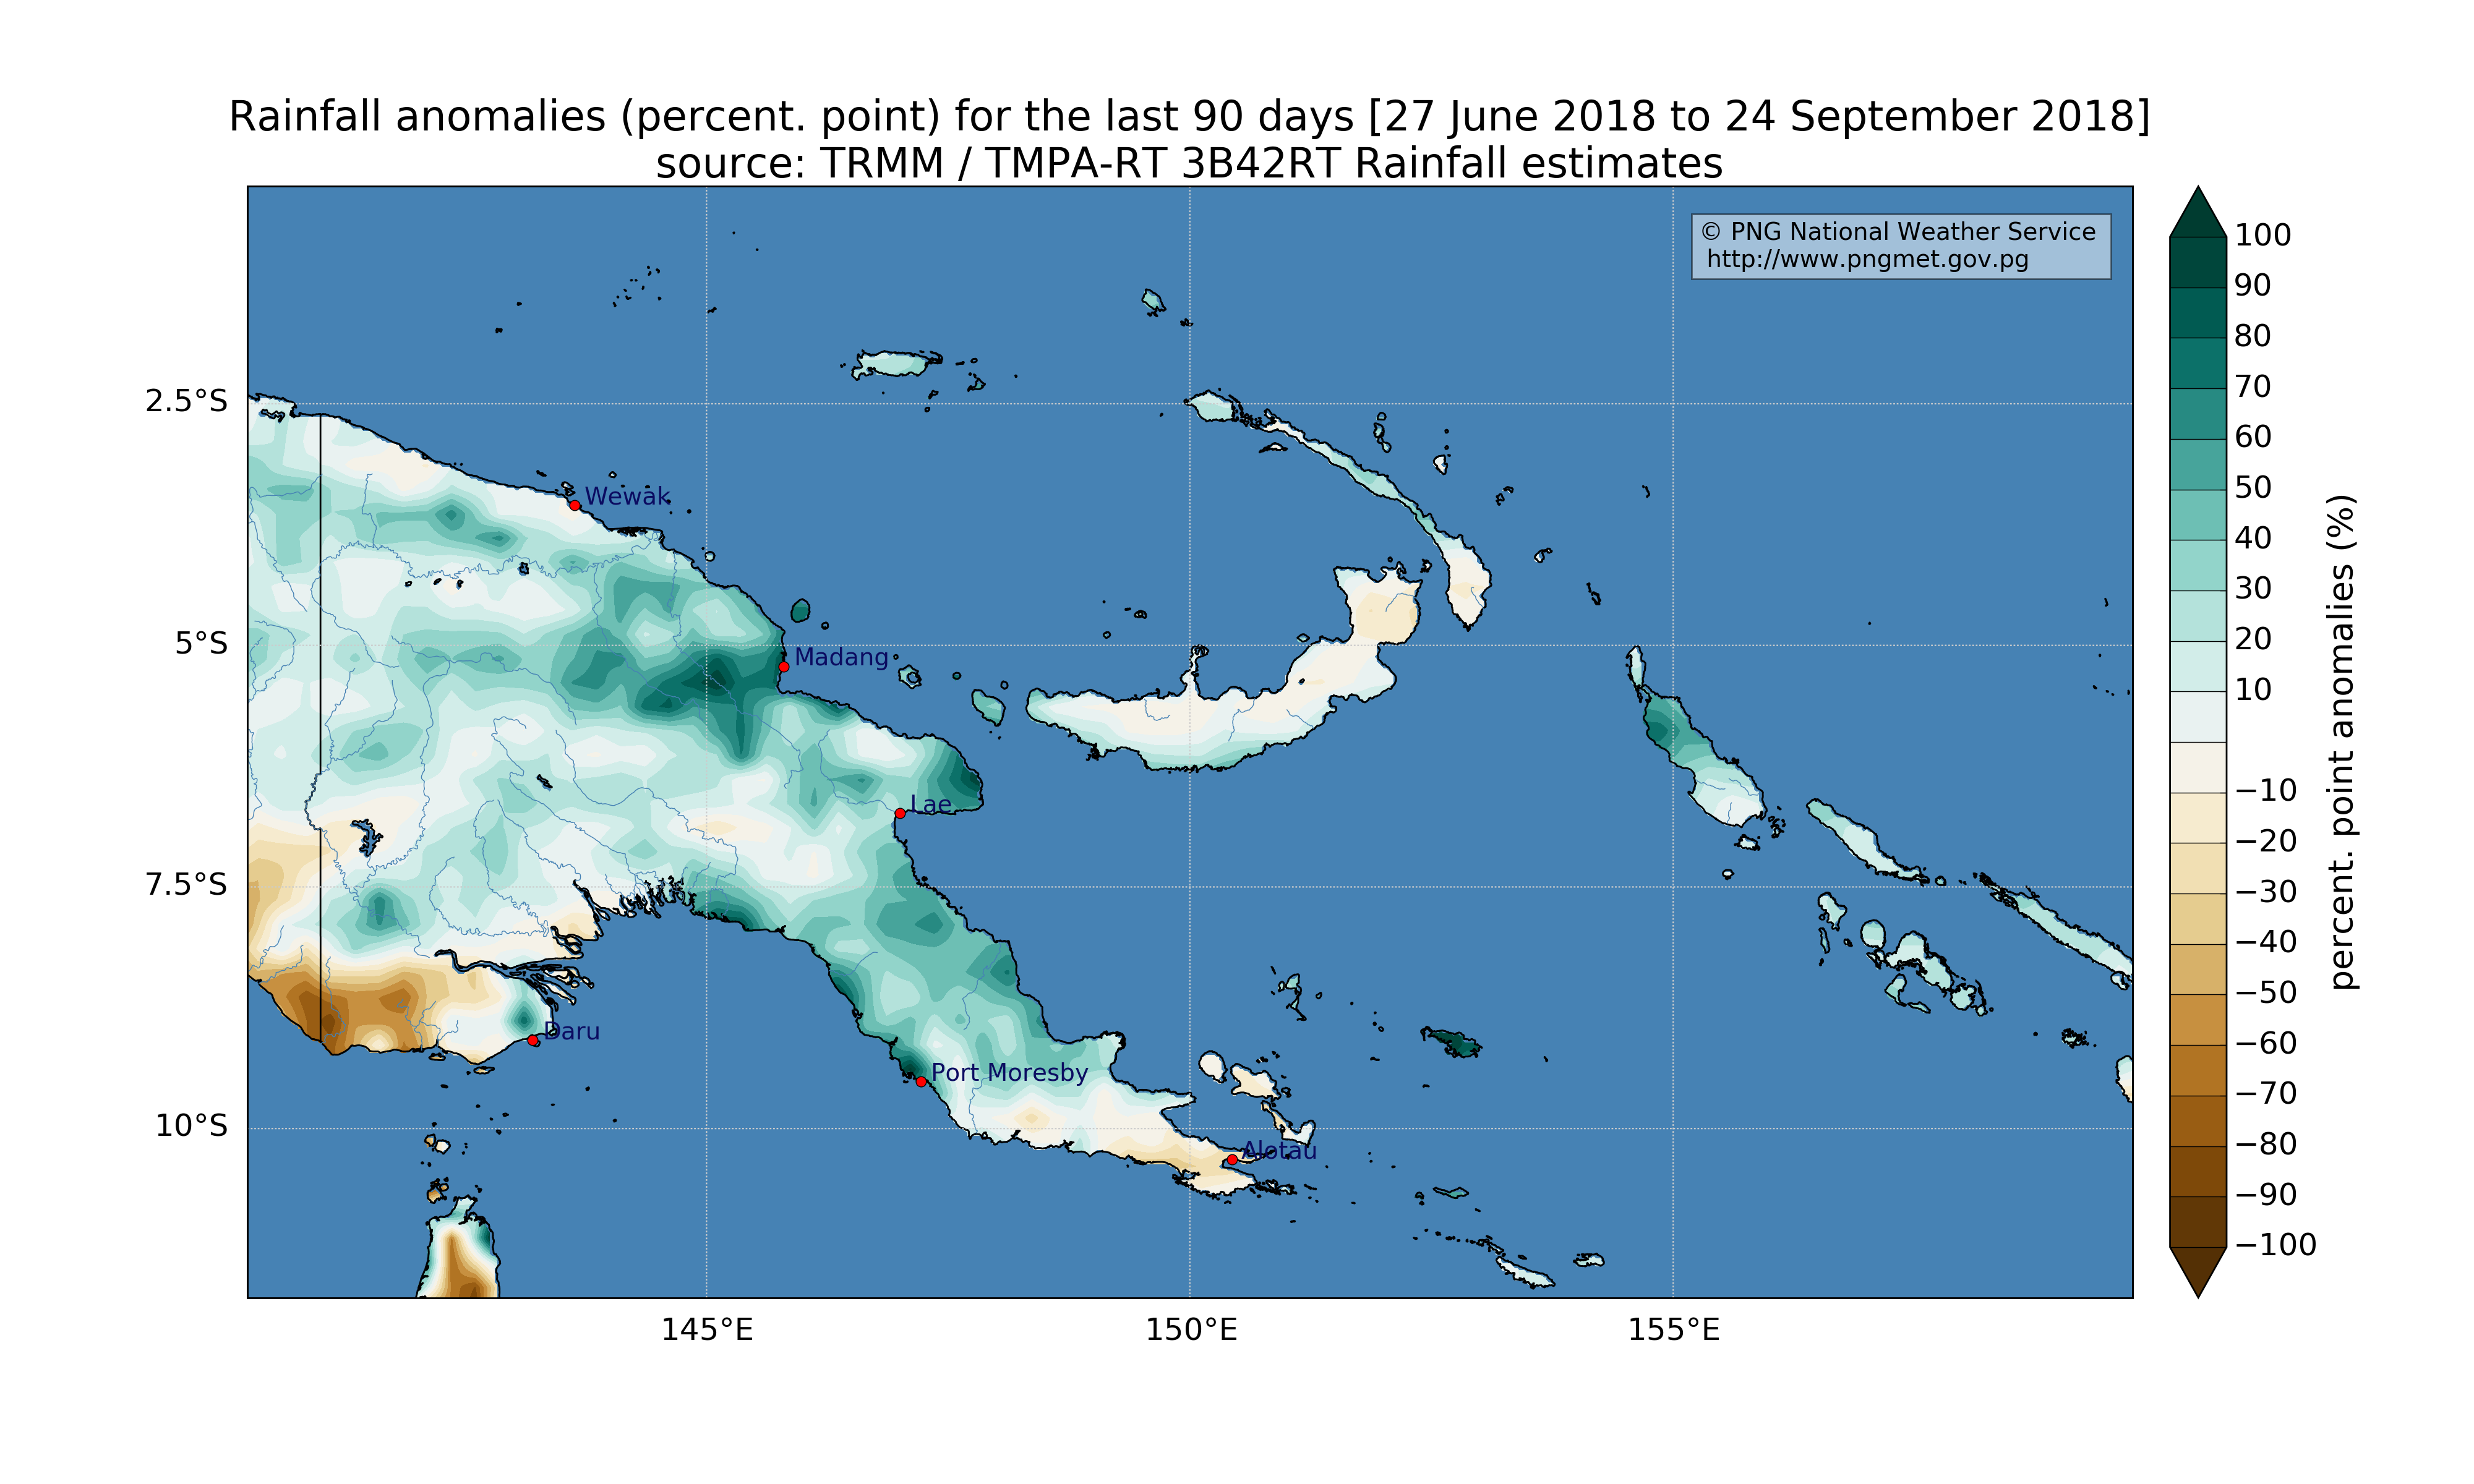 Rainfall anomalies (percent. point) for the last 90 days [27 June 2018 to 24 September 2018]
source: TRMM / TMPA-RT 3B42RT Rainfall estimates
© PNG National Weather Service
http://www.pngmet.gov.pg
2.5°S
5°S
7.5°S
10°S
Wewak
Madang
Lae
Daru
Port Moresby
Alotau
145°E
150°E
155°E
100
90
80
70
60
50
40
30
20
10
−10
−20
−30
−40
−50
−60
−70
−80
−90
−100
percent. point anomalies (%)